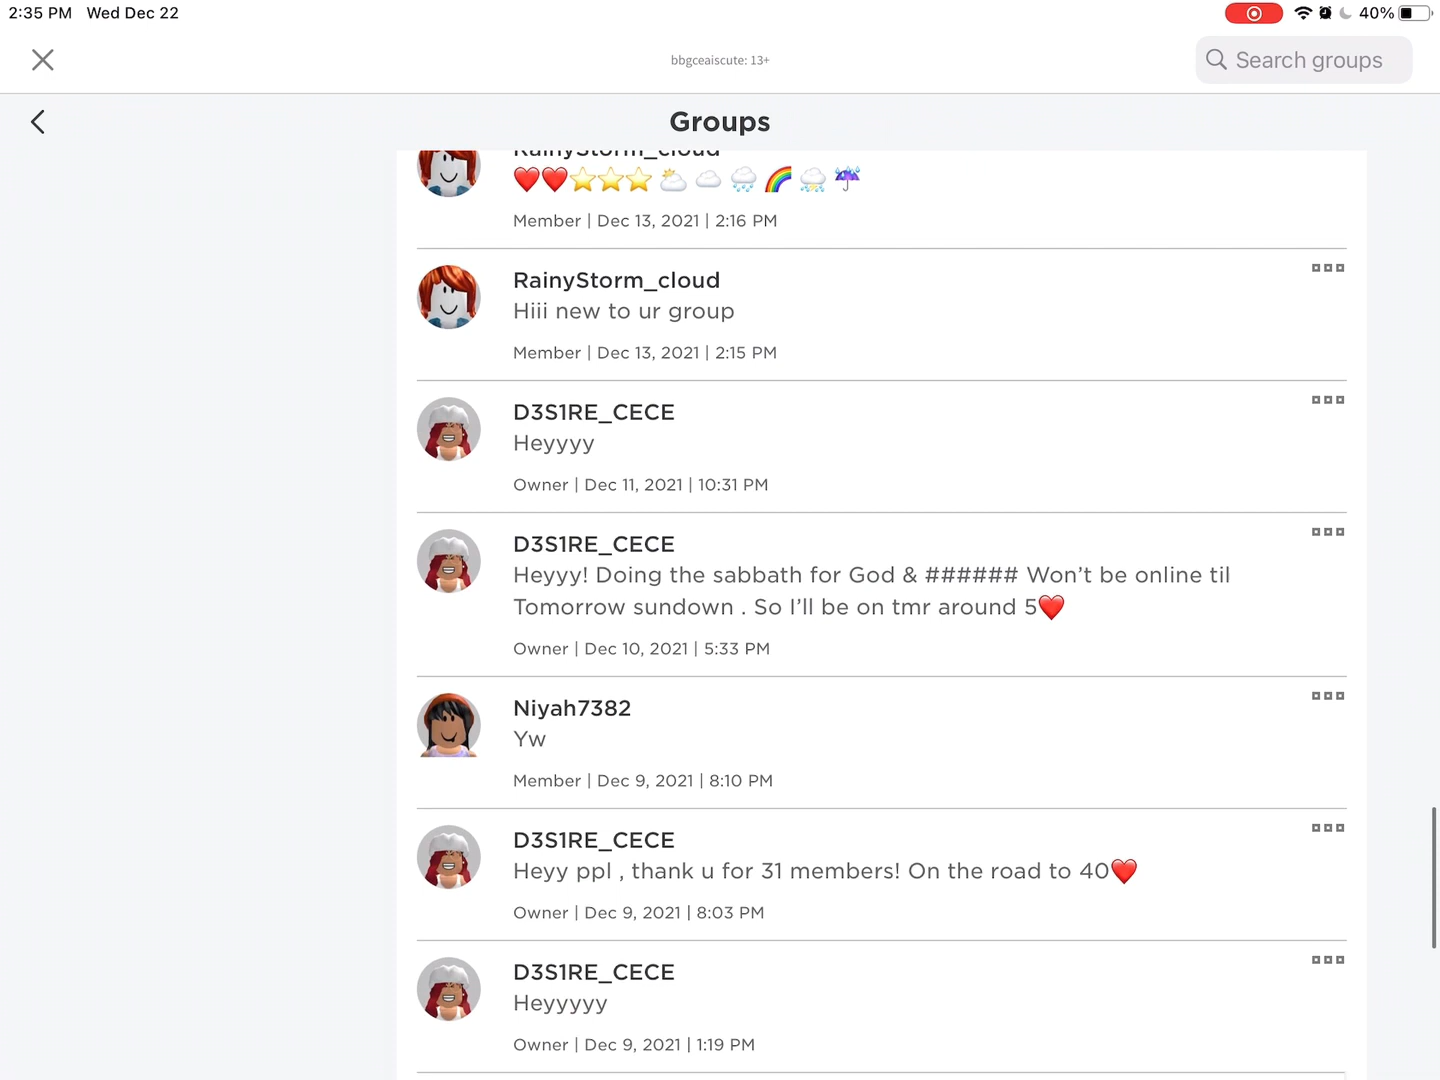 2:35 PM Wed Dec 22
40%
bbgceaiscute: 13+
Search groups
Groups
RainyStorm_cloud
❤️❤️⭐⭐⭐🌤️☁️🌧️🌈⛈️☔
Member | Dec 13, 2021 | 2:16 PM
RainyStorm_cloud
Hiii new to ur group
Member | Dec 13, 2021 | 2:15 PM
D3S1RE_CECE
Heyyyy
Owner | Dec 11, 2021 | 10:31 PM
D3S1RE_CECE
Heyyy! Doing the sabbath for God & ###### Won’t be online til
Tomorrow sundown . So I’ll be on tmr around 5❤️
Owner | Dec 10, 2021 | 5:33 PM
Niyah7382
Yw
Member | Dec 9, 2021 | 8:10 PM
D3S1RE_CECE
Heyy ppl , thank u for 31 members! On the road to 40❤️
Owner | Dec 9, 2021 | 8:03 PM
D3S1RE_CECE
Heyyyyy
Owner | Dec 9, 2021 | 1:19 PM